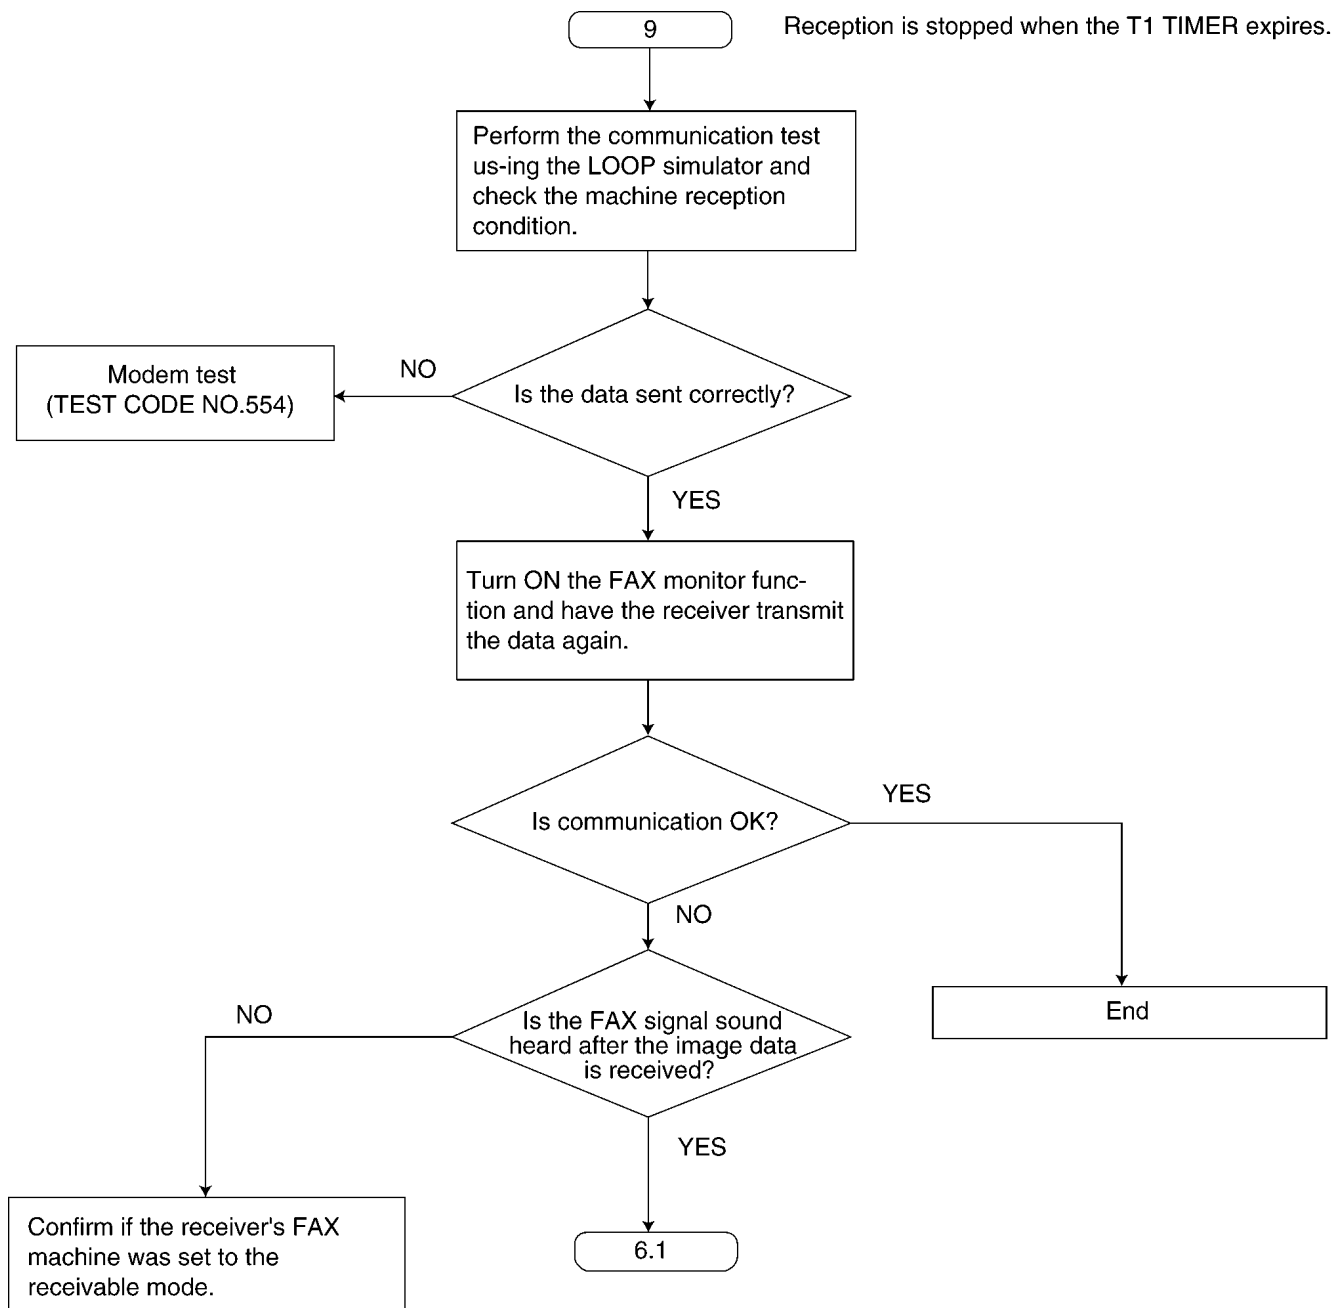 9
Reception is stopped when the T1 TIMER expires.
Perform the communication test
us-ing the LOOP simulator and
check the machine reception
condition.
Modem test
(TEST CODE NO.554)
NO
Is the data sent correctly?
YES
Turn ON the FAX monitor func-
tion and have the receiver transmit
the data again.
Is communication OK?
YES
NO
End
NO
Is the FAX signal sound
heard after the image data
is received?
YES
Confirm if the receiver's FAX
machine was set to the
receivable mode.
6.1